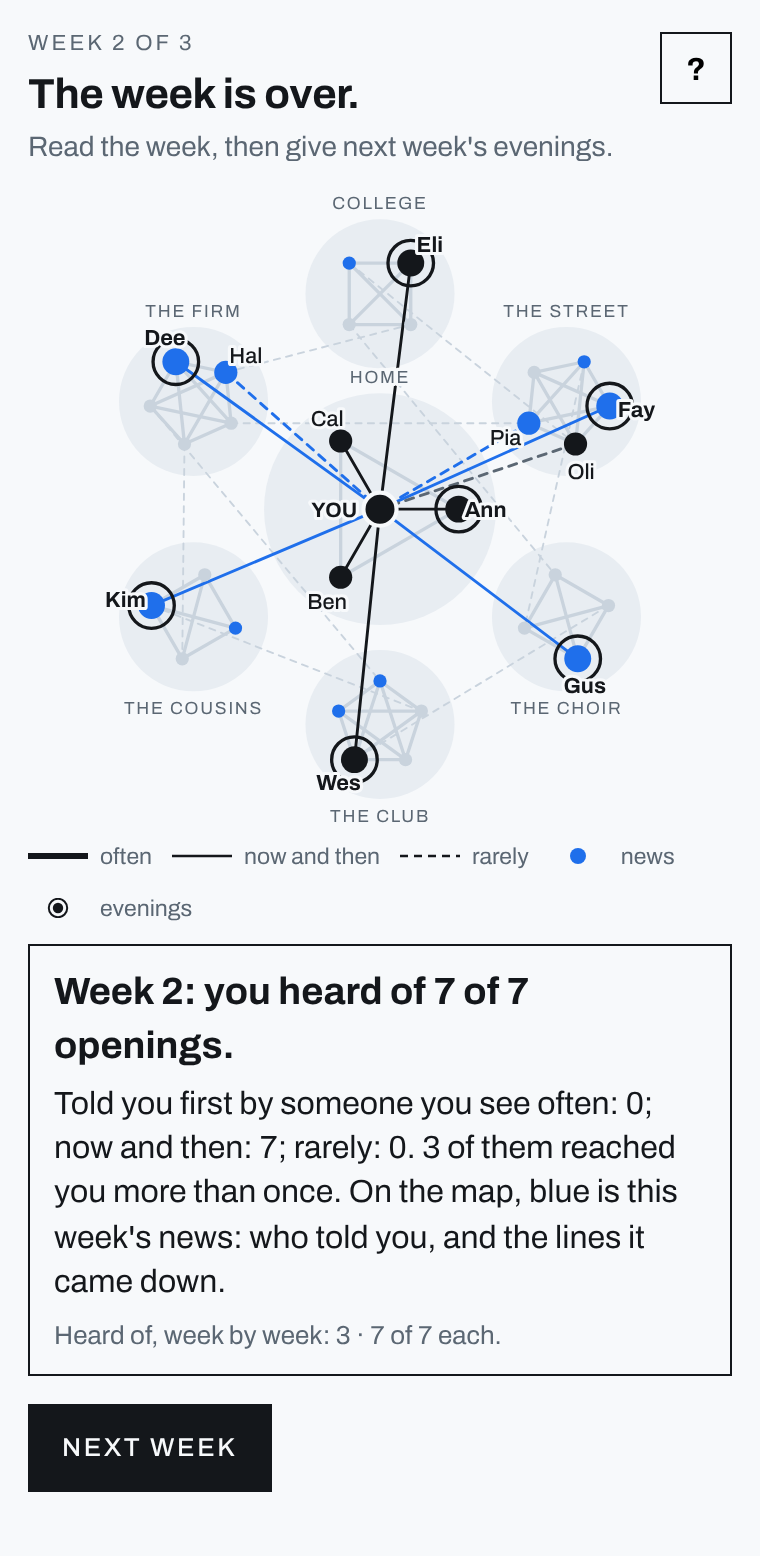 WEEK 2 OF 3
?
The week is over.
Read the week, then give next week's evenings.
COLLEGE
Eli
THE FIRM
THE STREET
Dee
Hal
HOME
Cal
Fay
Pia
Oli
YOU
Ann
Kim
Ben
Gus
THE COUSINS
THE CHOIR
Wes
THE CLUB
often
now and then
rarely
news
evenings
Week 2: you heard of 7 of 7
openings.
Told you first by someone you see often: 0;
now and then: 7; rarely: 0. 3 of them reached
you more than once. On the map, blue is this
week's news: who told you, and the lines it
came down.
Heard of, week by week: 3 · 7 of 7 each.
NEXT WEEK